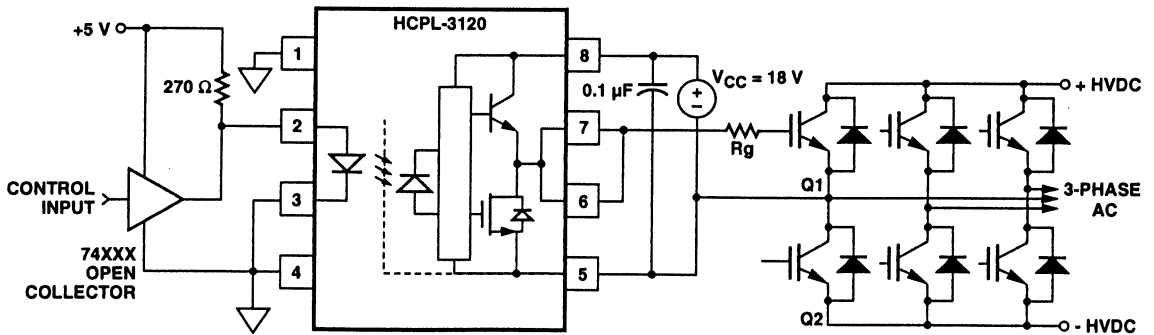 HCPL-3120
+5 V
270 Ω
1
2
3
4
8
7
6
5
0.1 µF
VCC = 18 V
+ -
Rg
+ HVDC
Q1
3-PHASE
AC
CONTROL
INPUT
74XXX
OPEN
COLLECTOR
Q2
- HVDC